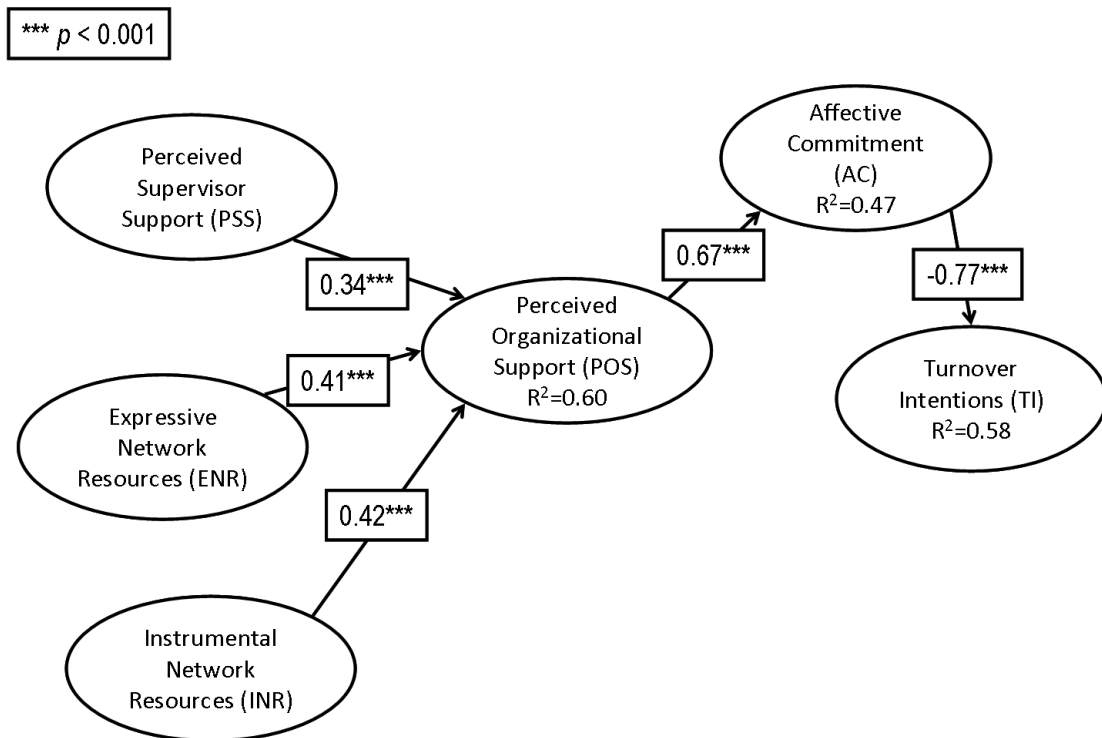 *** p < 0.001
Perceived
Supervisor
Support (PSS)
0.34***
Expressive
Network
Resources (ENR)
0.41***
Instrumental
Network
Resources (INR)
0.42***
Perceived
Organizational
Support (POS)
R²=0.60
0.67***
Affective
Commitment
(AC)
R²=0.47
-0.77***
Turnover
Intentions (TI)
R²=0.58